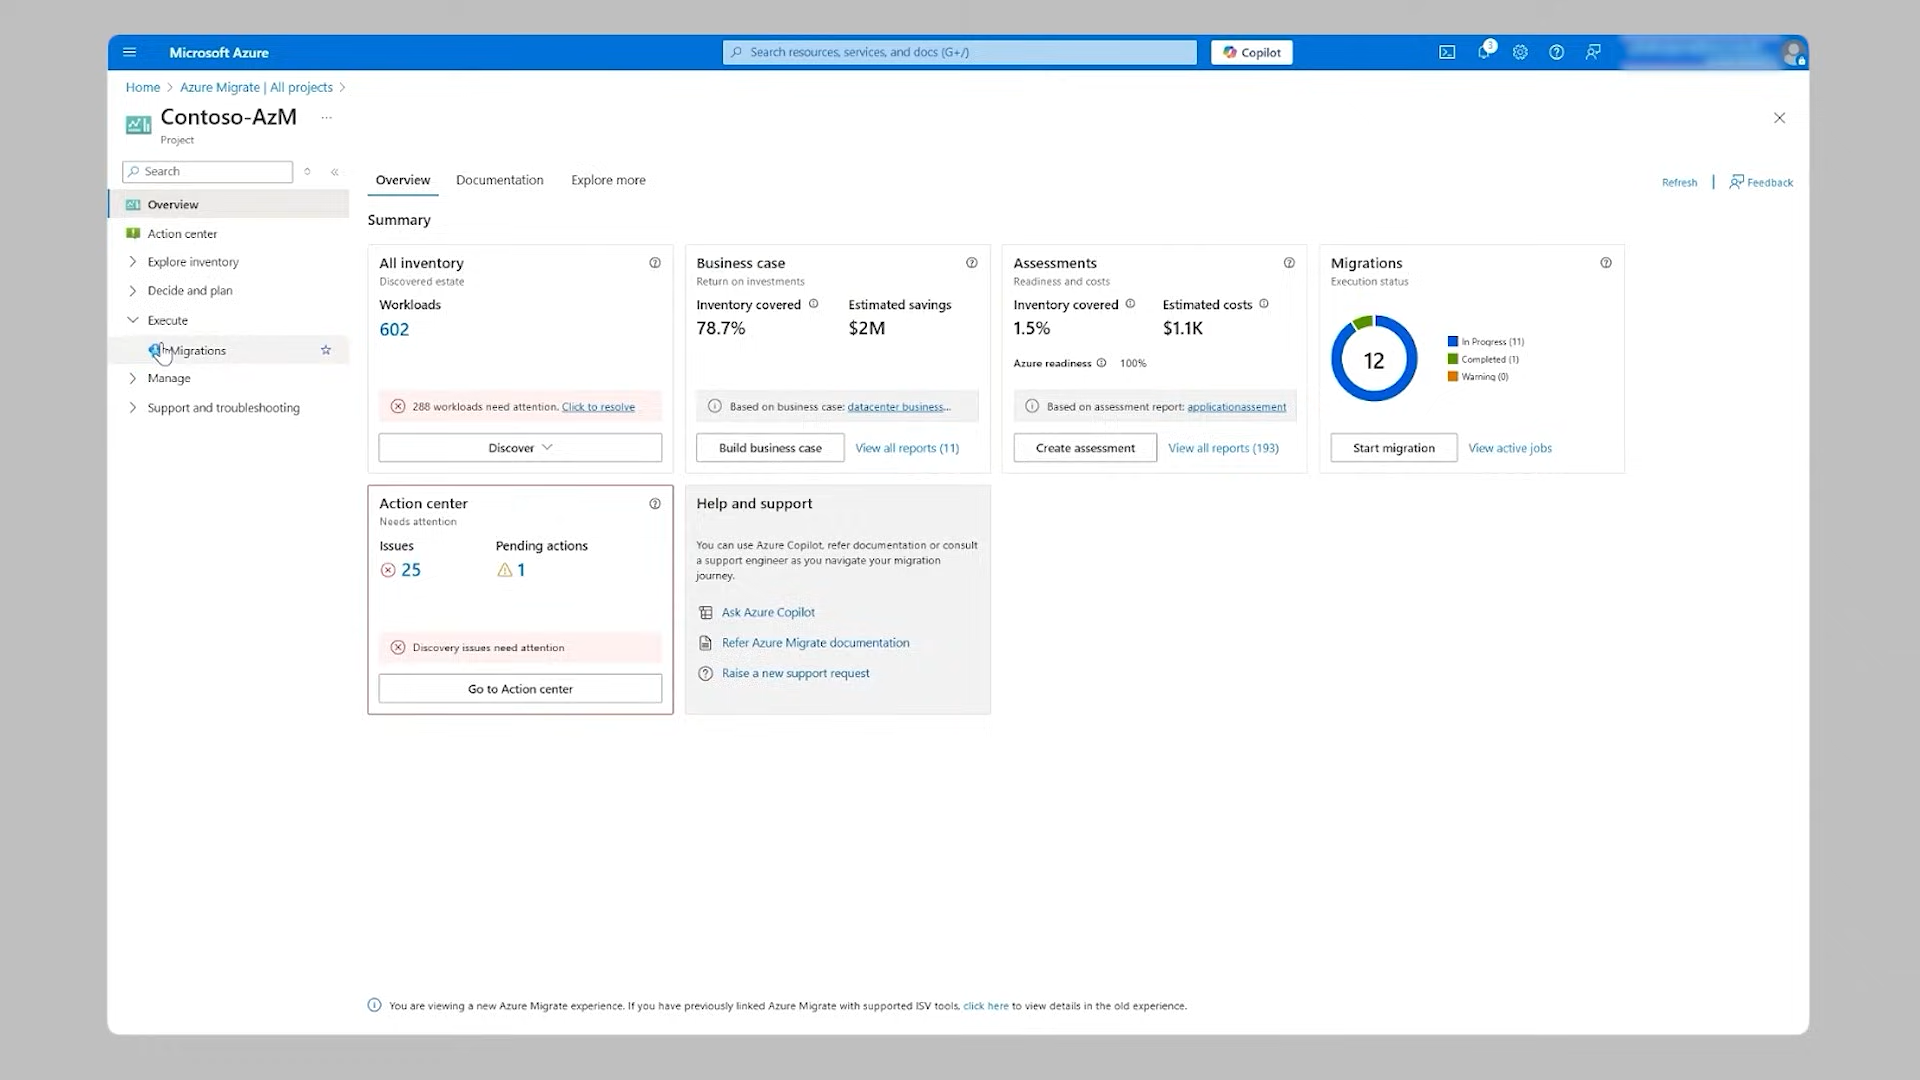 Microsoft Azure
Search resources, services, and docs (G+/)
Copilot
3
Home > Azure Migrate | All projects >
Contoso-AzM ...
Project
Search
Overview
Action center
Explore inventory
Decide and plan
Execute
Migrations
Manage
Support and troubleshooting
Overview Documentation Explore more
Refresh | Feedback
Summary
All inventory
Discovered estate
Workloads
602
288 workloads need attention. Click to resolve
Discover
Business case
Return on investments
Inventory covered Estimated savings
78.7% $2M
Based on business case: datacenter business...
Build business case View all reports (11)
Assessments
Readiness and costs
Inventory covered Estimated costs
1.5% $1.1K
Azure readiness 100%
Based on assessment report: applicationassement
Create assessment View all reports (193)
Migrations
Execution status
12
In Progress (11)
Completed (1)
Warning (0)
Start migration View active jobs
Action center
Needs attention
Issues Pending actions
25 1
Discovery issues need attention
Go to Action center
Help and support
You can use Azure Copilot, refer documentation or consult
a support engineer as you navigate your migration
journey.
Ask Azure Copilot
Refer Azure Migrate documentation
Raise a new support request
You are viewing a new Azure Migrate experience. If you have previously linked Azure Migrate with supported ISV tools, click here to view details in the old experience.